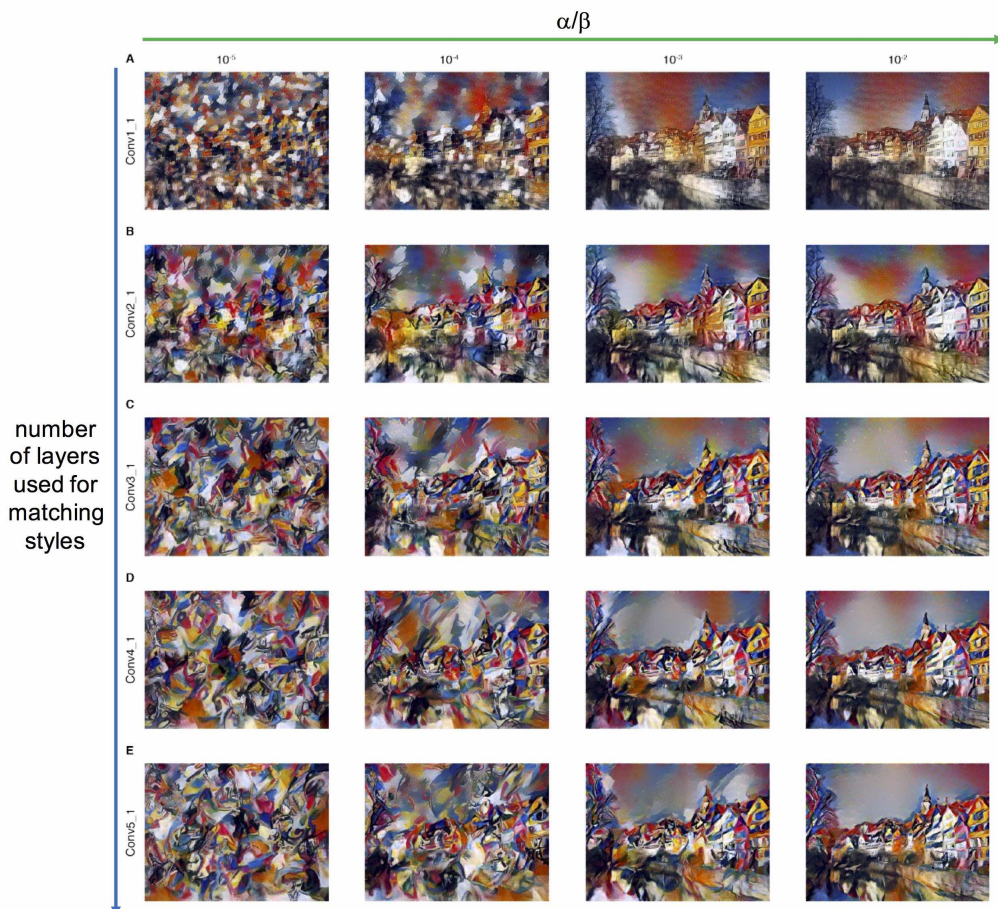 α/β
A
10-5
10-4
10-3
10-2
Conv1_1
B
Conv2_1
C
Conv3_1
number
of layers
used for
matching
styles
D
Conv4_1
E
Conv5_1